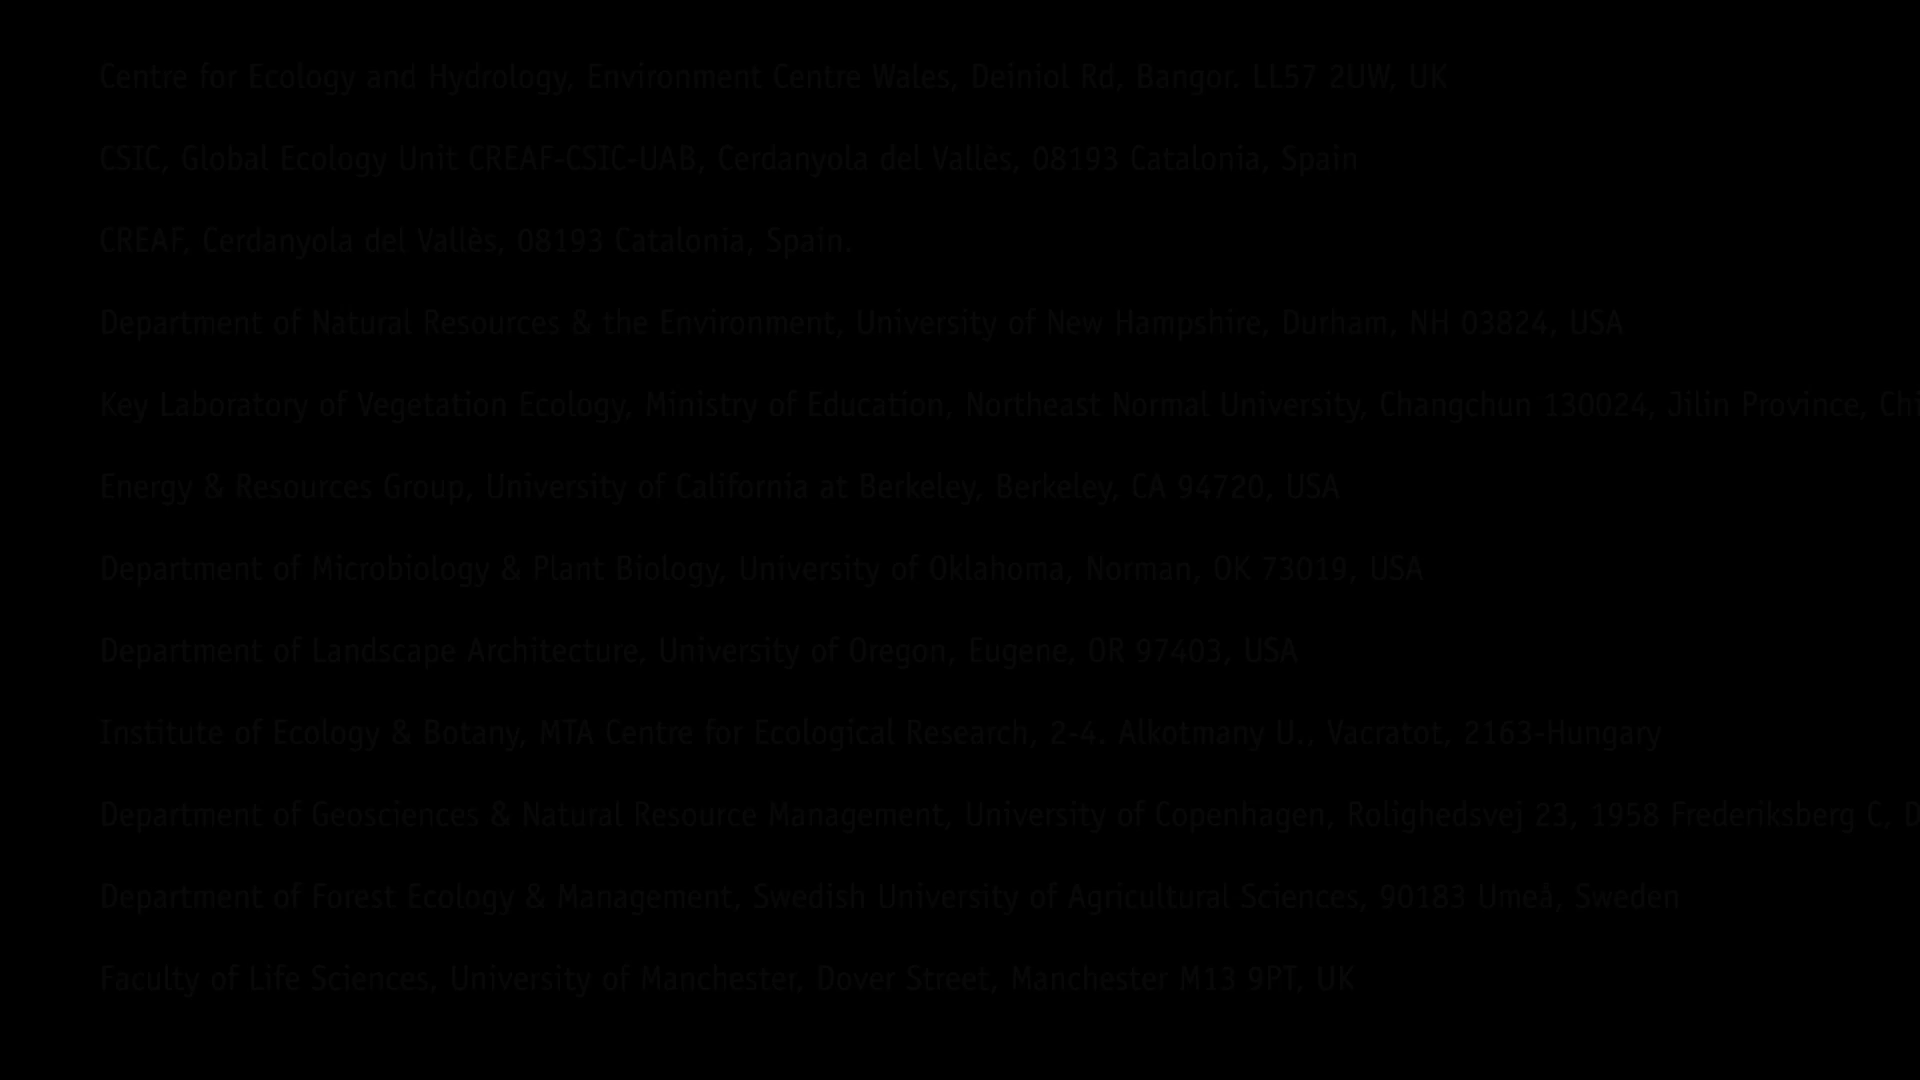 Centre for Ecology and Hydrology, Environment Centre Wales, Deiniol Rd, Bangor. LL57 2UW, UK
CSIC, Global Ecology Unit CREAF-CSIC-UAB, Cerdanyola del Vallès, 08193 Catalonia, Spain
CREAF, Cerdanyola del Vallès, 08193 Catalonia, Spain.
Department of Natural Resources & the Environment, University of New Hampshire, Durham, NH 03824, USA
Key Laboratory of Vegetation Ecology, Ministry of Education, Northeast Normal University, Changchun 130024, Jilin Province, Chi
Energy & Resources Group, University of California at Berkeley, Berkeley, CA 94720, USA
Department of Microbiology & Plant Biology, University of Oklahoma, Norman, OK 73019, USA
Department of Landscape Architecture. University of Oregon, Eugene. OR 97403, USA
Institute of Ecology & Botany, MTA Centre for Ecological Research, 2-4. Alkotmany U., Vacratot, 2163-Hungary
Department of Geosciences & Natural Resource Management, University of Copenhagen, Rolighedsvej 23, 1958 Frederiksberg C, D
Department of Forest Ecology & Management, Swedish University of Agricultural Sciences, 90183 Umeå, Sweden
Faculty of Life Sciences, University of Manchester, Dover Street, Manchester M13 9PT, UK